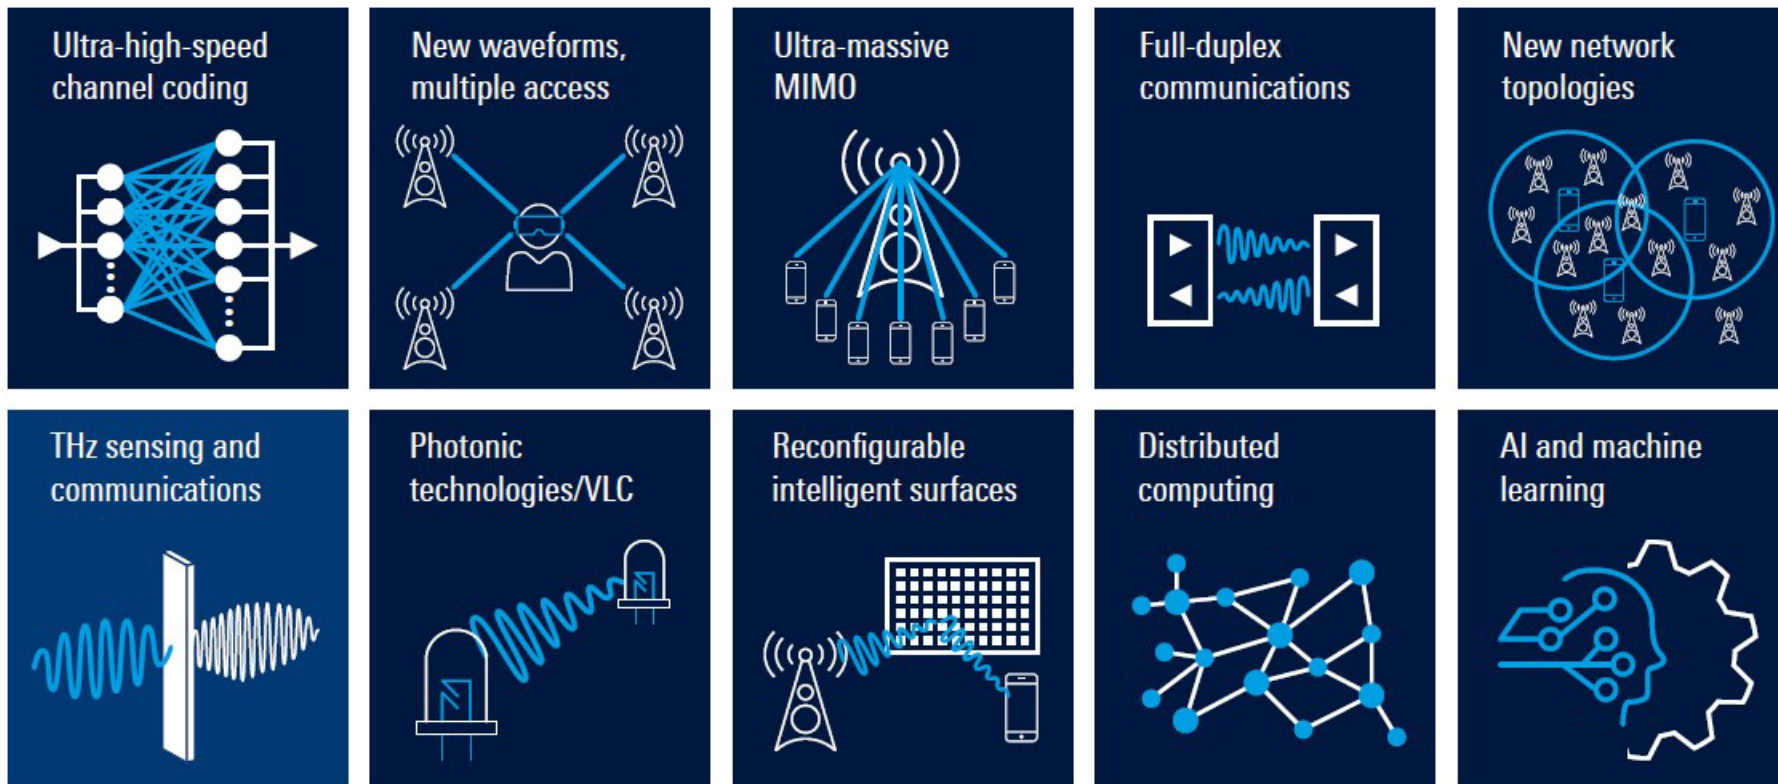 Ultra-high-speed
channel coding
New waveforms,
multiple access
Ultra-massive
MIMO
Full-duplex
communications
New network
topologies
THz sensing and
communications
Photonic
technologies/VLC
Reconfigurable
intelligent surfaces
Distributed
computing
AI and machine
learning